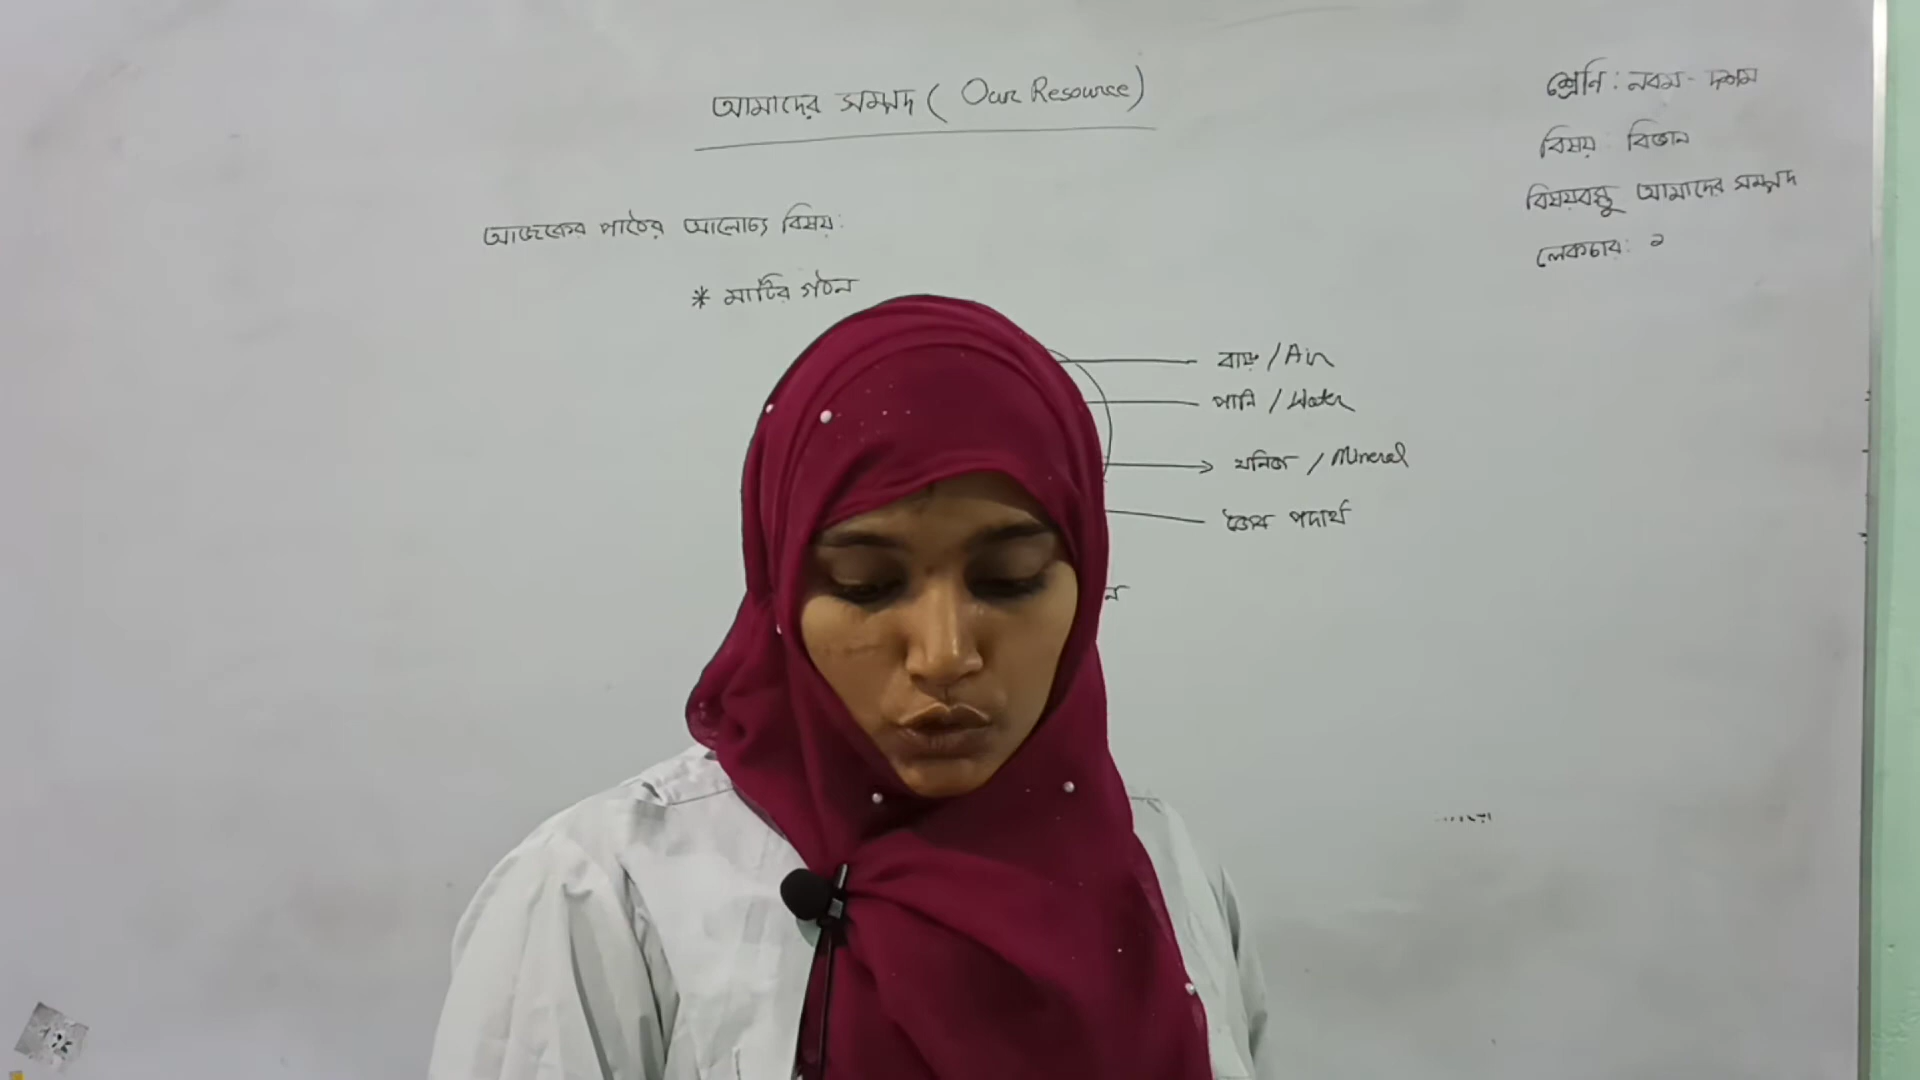 আমাদের সম্পদ ( Our Resource)
শ্রেণি : নবম - দশম
বিষয় : বিজ্ঞান
বিষয়বস্তু আমাদের সম্পদ
লেকচার: ১
আজকের পাঠের আলোচ্য বিষয়:
* মাটির গঠন
বায়ু / Air
পানি / Water
খনিজ / Mineral
জৈব পদার্থ
ন